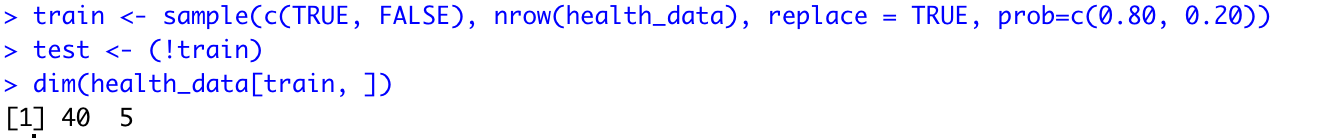 > train <- sample(c(TRUE, FALSE), nrow(health_data), replace = TRUE, prob=c(0.80, 0.20))
> test <- (!train)
> dim(health_data[train, ])
[1] 40  5